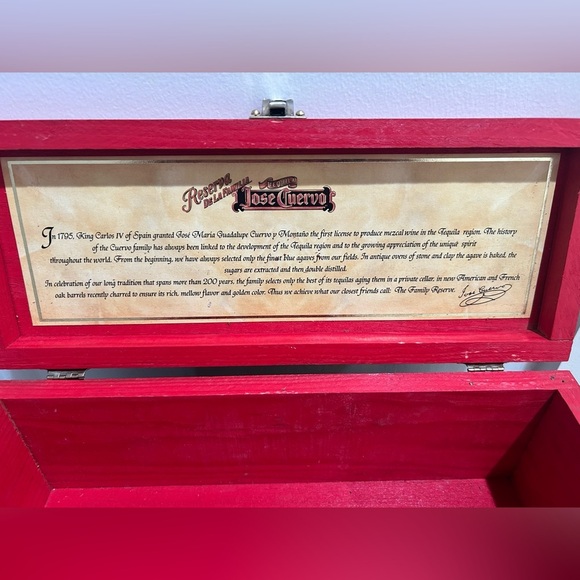 Reserva
DE LA FAMILIA
Jose Cuervo
In 1795, King Carlos IV of Spain granted José María Guadalupe Cuervo y Montaño the first license to produce mezcal wine in the Tequila region. The history
of the Cuervo family has always been linked to the development of the Tequila region and to the growing appreciation of the unique spirit
throughout the world. From the beginning, we have always selected only the finest blue agaves from our fields. In antique ovens of stone and clay the agave is baked, the
sugars are extracted and then double distilled.
In celebration of our long tradition that spans more than 200 years, the family selects only the best of its tequilas aging them in a private cellar, in new American and French
oak barrels recently charred to ensure its rich, mellow flavor and golden color. Thus we achieve what our closest friends call: The Family Reserve.
Jose Cuervo